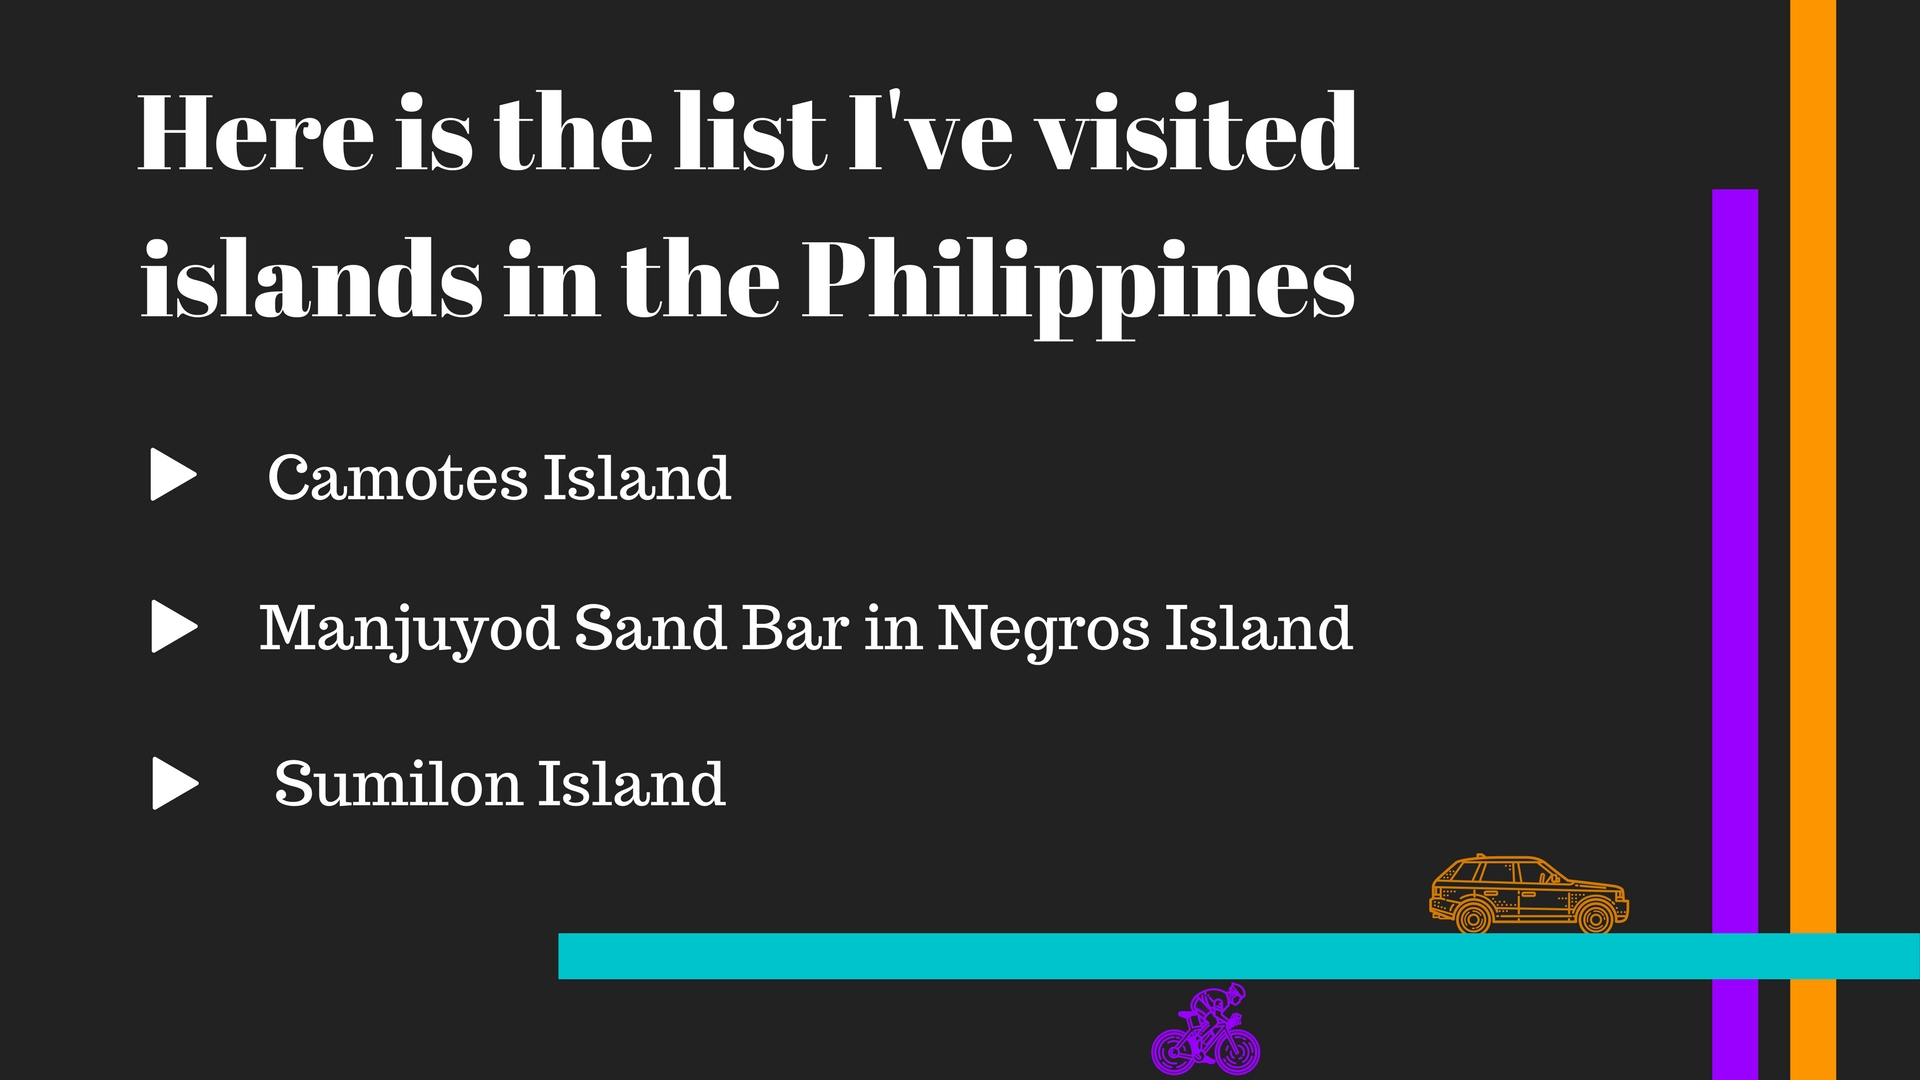 Here is the list I've visited
islands in the Philippines
Camotes Island
Manjuyod Sand Bar in Negros Island
Sumilon Island